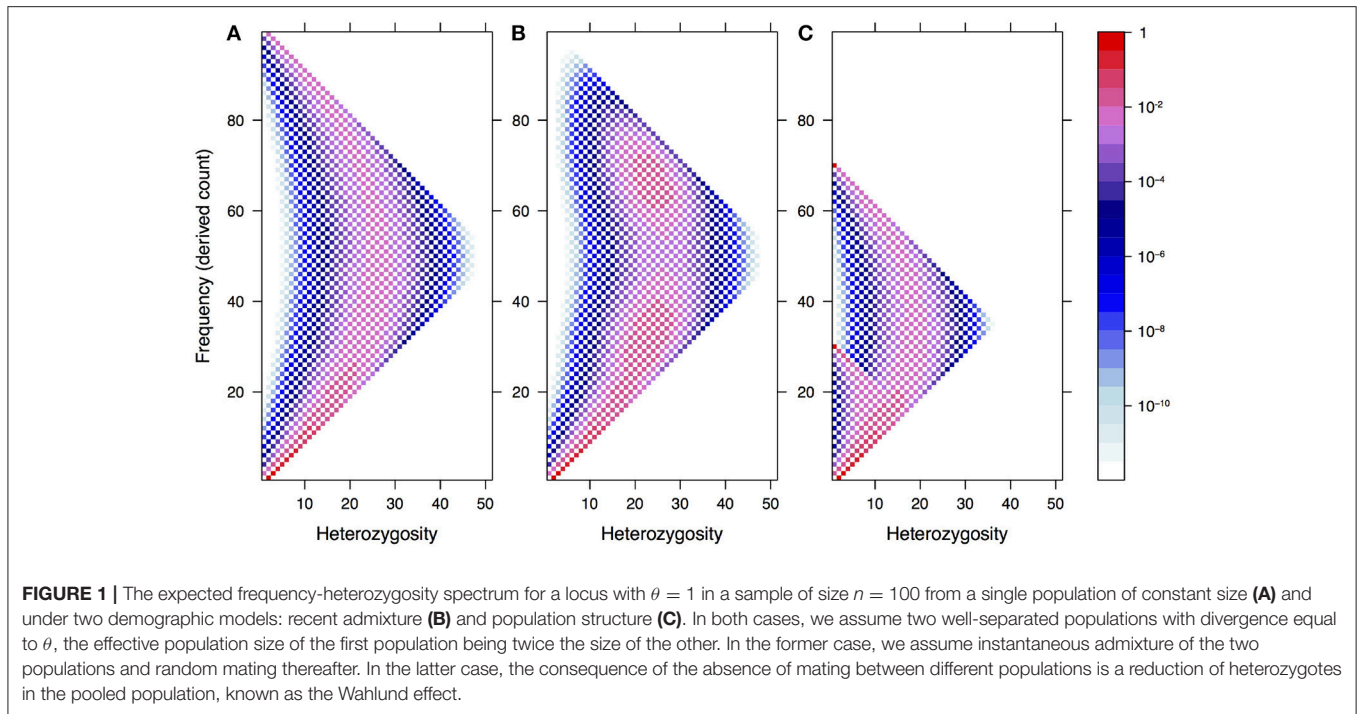 A
B
C
10 20 30 40 50
10 20 30 40 50
10 20 30 40 50
80
60
40
20
80
60
40
20
80
60
40
20
Frequency (derived count)
Heterozygosity
Heterozygosity
Heterozygosity
1
10⁻²
10⁻⁴
10⁻⁶
10⁻⁸
10⁻¹⁰
FIGURE 1 | The expected frequency-heterozygosity spectrum for a locus with θ = 1 in a sample of size n = 100 from a single population of constant size (A) and
under two demographic models: recent admixture (B) and population structure (C). In both cases, we assume two well-separated populations with divergence equal
to θ, the effective population size of the first population being twice the size of the other. In the former case, we assume instantaneous admixture of the two
populations and random mating thereafter. In the latter case, the consequence of the absence of mating between different populations is a reduction of heterozygotes
in the pooled population, known as the Wahlund effect.